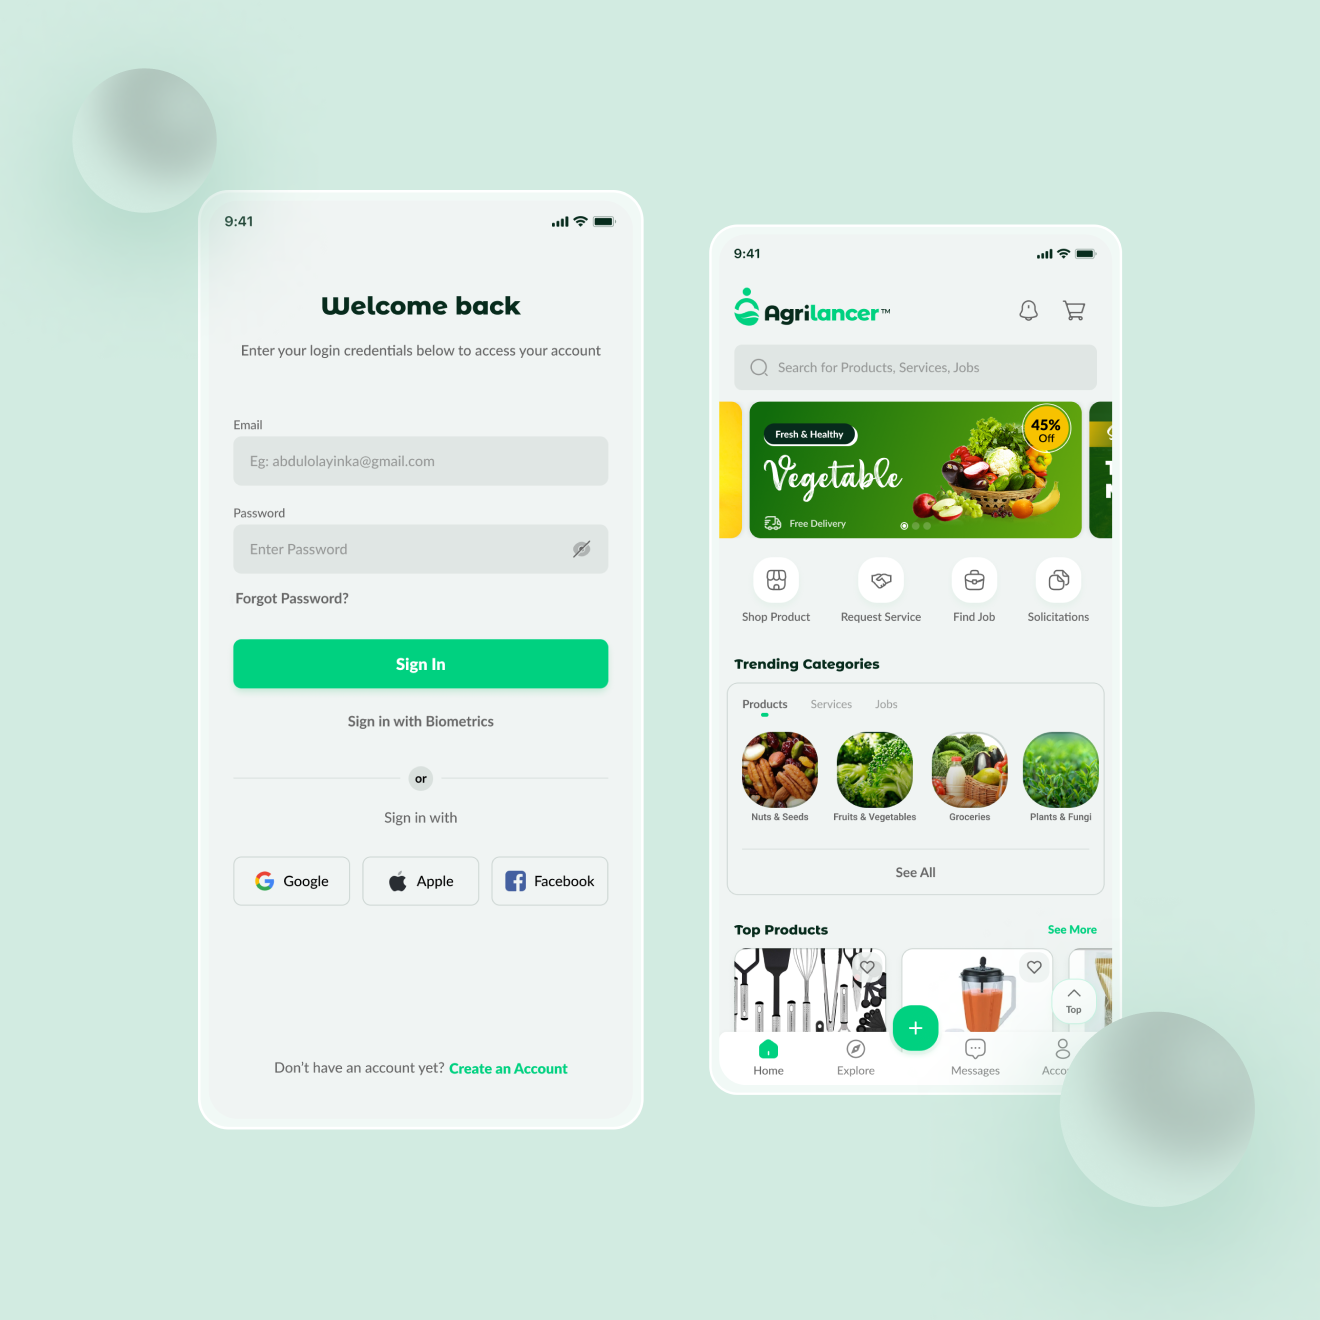 9:41
Welcome back
Enter your login credentials below to access your account
Email
Eg: abdulolayinka@gmail.com
Password
Enter Password
Forgot Password?
Sign In
Sign in with Biometrics
or
Sign in with
Google
Apple
Facebook
Don't have an account yet? Create an Account
9:41
Agrilancer™
Search for Products, Services, Jobs
Fresh & Healthy
Vegetable
Free Delivery
45%
Off
Shop Product
Request Service
Find Job
Solicitations
Trending Categories
Products
Services
Jobs
Nuts & Seeds
Fruits & Vegetables
Groceries
Plants & Fungi
See All
Top Products
See More
Top
Home
Explore
Messages